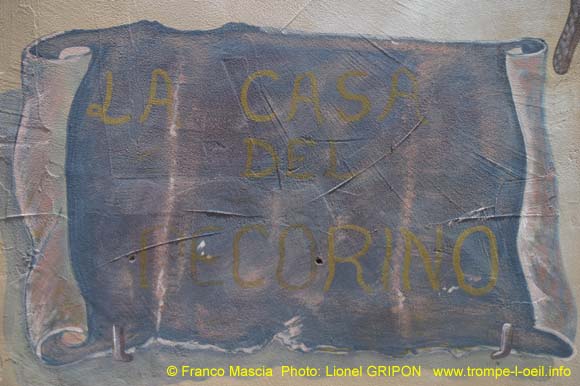 LA CASA
DEL
PECORINO
© Franco Mascia Photo: Lionel GRIPON www.trompe-l-oeil.info